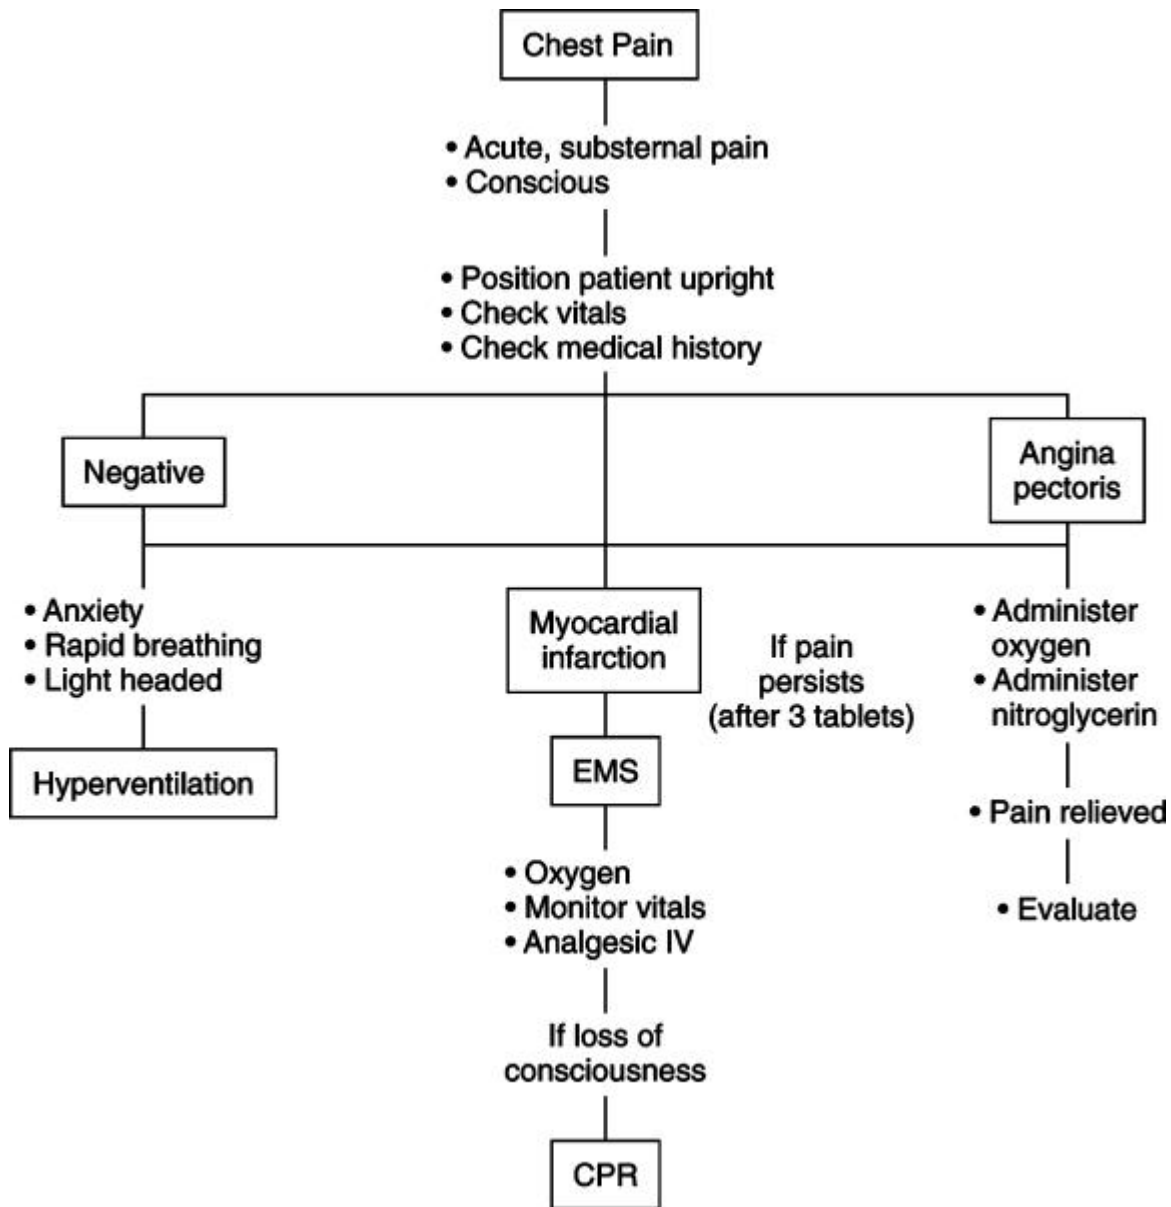 Chest Pain
• Acute, substernal pain
• Conscious
• Position patient upright
• Check vitals
• Check medical history
Negative
Angina
pectoris
• Anxiety
• Rapid breathing
• Light headed
Hyperventilation
Myocardial
infarction
If pain
persists
(after 3 tablets)
• Administer
oxygen
• Administer
nitroglycerin
EMS
• Pain relieved
• Oxygen
• Monitor vitals
• Analgesic IV
• Evaluate
If loss of
consciousness
CPR